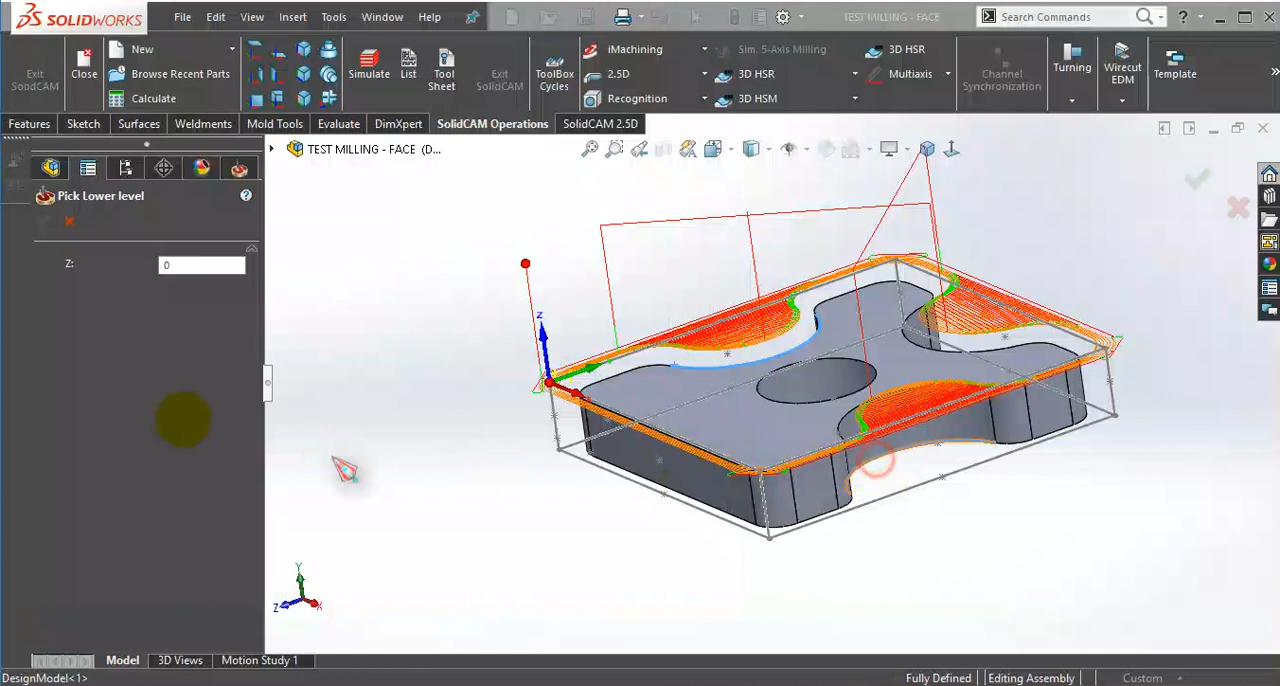 SOLIDWORKS File Edit View Insert Tools Window Help TEST MILLING - FACE Search Commands ?
Exit SolidCAM
Close
New
Browse Recent Parts
Calculate
Simulate
List
Tool Sheet
Exit SolidCAM
ToolBox Cycles
iMachining
2.5D
Recognition
Sim. 5-Axis Milling
3D HSR
3D HSM
3D HSR
Multiaxis
Channel Synchronization
Turning
Wirecut EDM
Template
»
Features Sketch Surfaces Weldments Mold Tools Evaluate DimXpert SolidCAM Operations SolidCAM 2.5D
TEST MILLING - FACE (D...
Pick Lower level ?
Z: 0
Z
Y
Z X
Model 3D Views Motion Study 1
DesignModel<1> Fully Defined Editing Assembly Custom